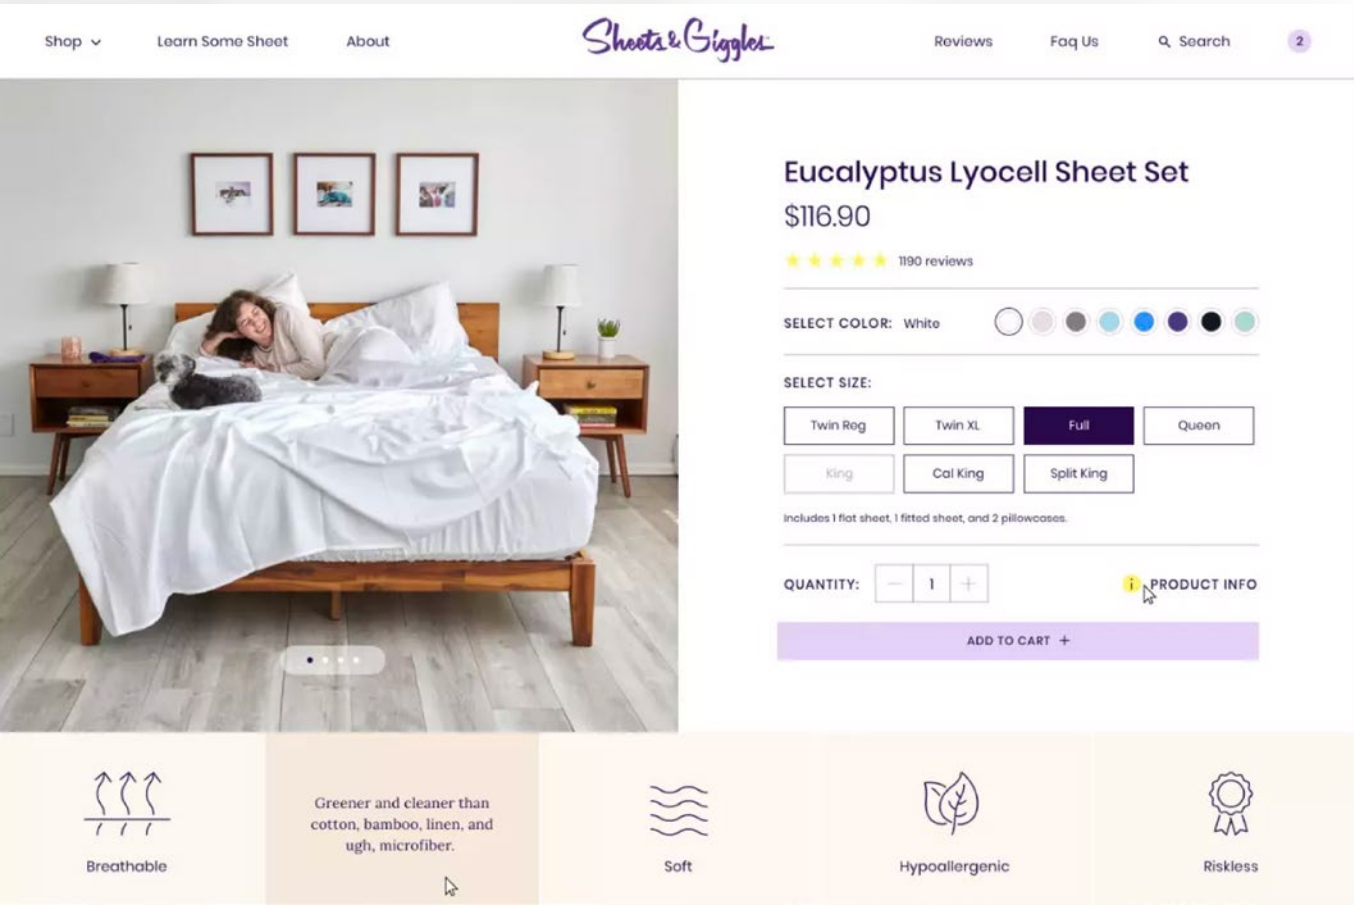 Shop
Learn Some Sheet
About
Sheets & Giggles
Reviews
Faq Us
Search
2
Eucalyptus Lyocell Sheet Set
$116.90
1190 reviews
SELECT COLOR: White
SELECT SIZE:
Twin Reg
Twin XL
Full
Queen
King
Cal King
Split King
Includes 1 flat sheet, 1 fitted sheet, and 2 pillowcases.
QUANTITY:
− 1 +
i PRODUCT INFO
ADD TO CART +
Breathable
Greener and cleaner than
cotton, bamboo, linen, and
ugh, microfiber.
Soft
Hypoallergenic
Riskless